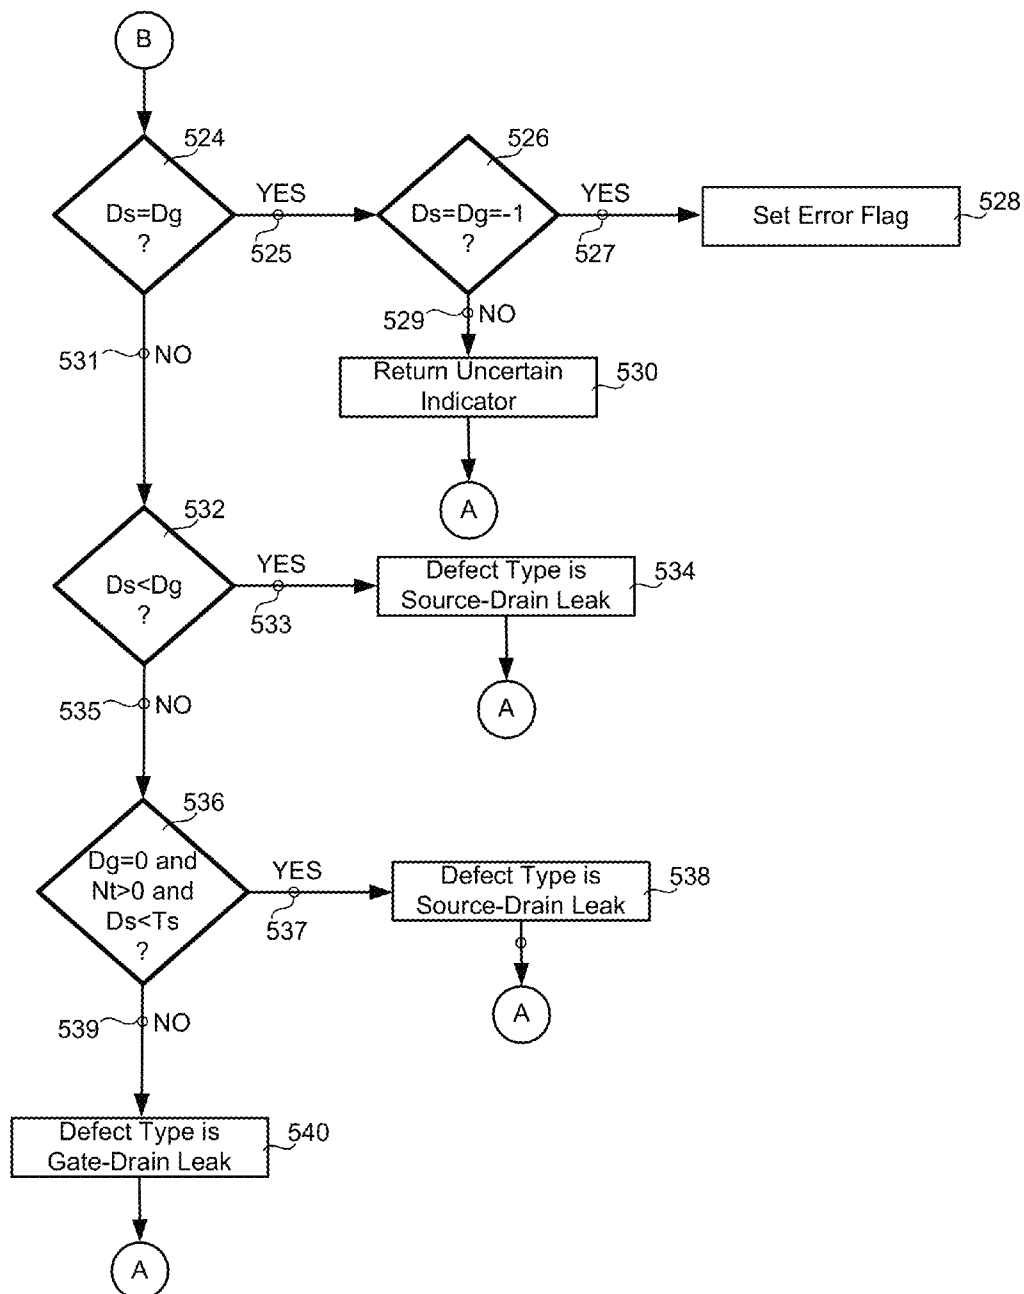 B
524
526
Ds=Dg
?
YES
525
Ds=Dg=-1
?
YES
527
Set Error Flag
528
531
NO
529
NO
Return Uncertain
Indicator
530
A
532
Ds<Dg
?
YES
533
Defect Type is
Source-Drain Leak
534
A
535
NO
536
Dg=0 and
Nt>0 and
Ds<Ts
?
YES
537
Defect Type is
Source-Drain Leak
538
A
539
NO
Defect Type is
Gate-Drain Leak
540
A